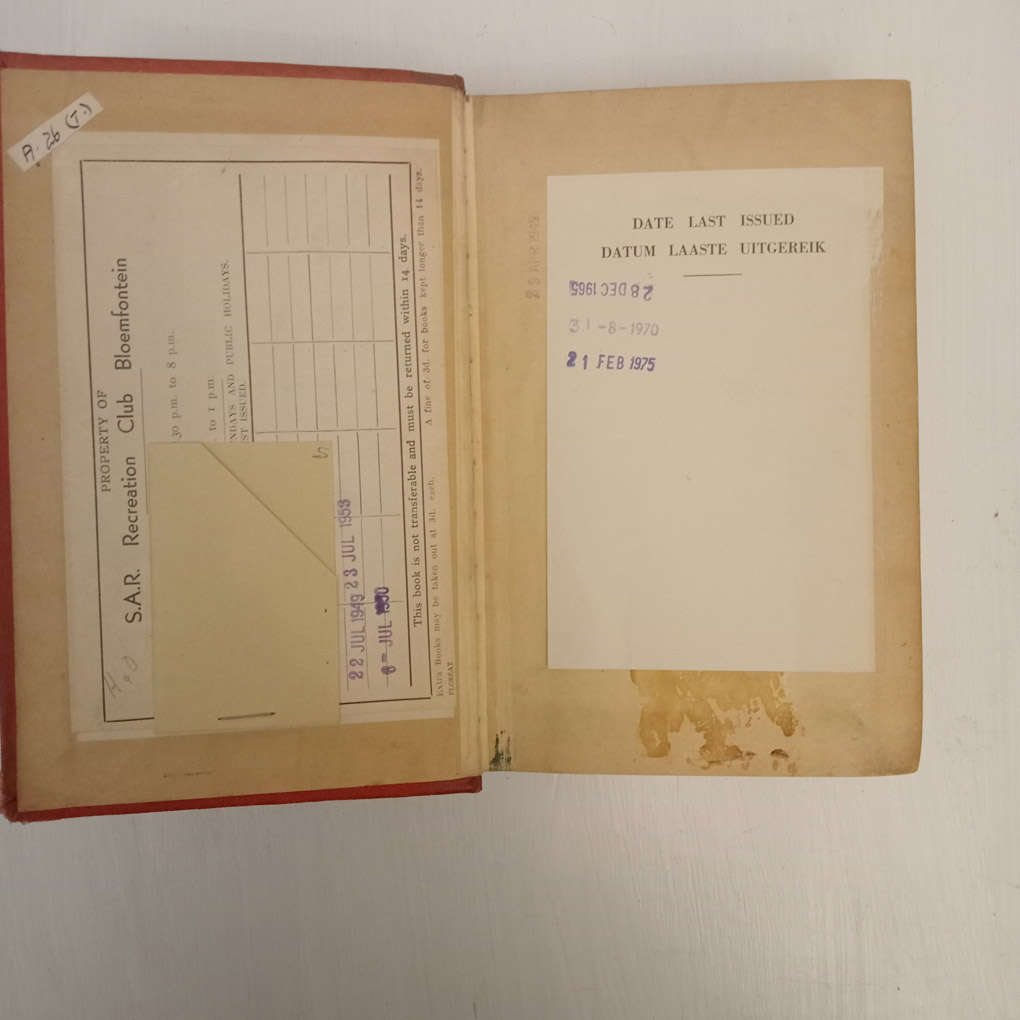 A. 26 (J.)
PROPERTY OF
S.A.R. Recreation Club Bloemfontein
30 p.m. to 8 p.m.
to 1 p.m.
NDAYS AND PUBLIC HOLIDAYS.
ST ISSUED.
22 JUL 1949 23 JUL 1953
6- JUL
This book is not transferable and must be returned within 14 days.
Extra Books may be taken out at 3d. each. A fine of 3d. for books kept longer than 14 days.
FLOREAT
DATE LAST ISSUED
DATUM LAASTE UITGEREIK
28 DEC 1965
31-8-1970
21 FEB 1975